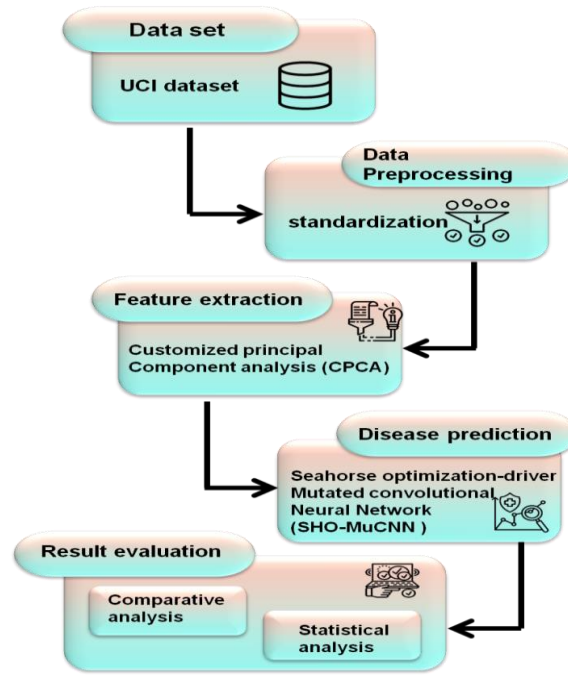 Data set
UCI dataset
Data
Preprocessing
standardization
Feature extraction
Customized principal
Component analysis (CPCA)
Disease prediction
Seahorse optimization-driver
Mutated convolutional
Neural Network
(SHO-MuCNN )
Result evaluation
Comparative
analysis
Statistical
analysis